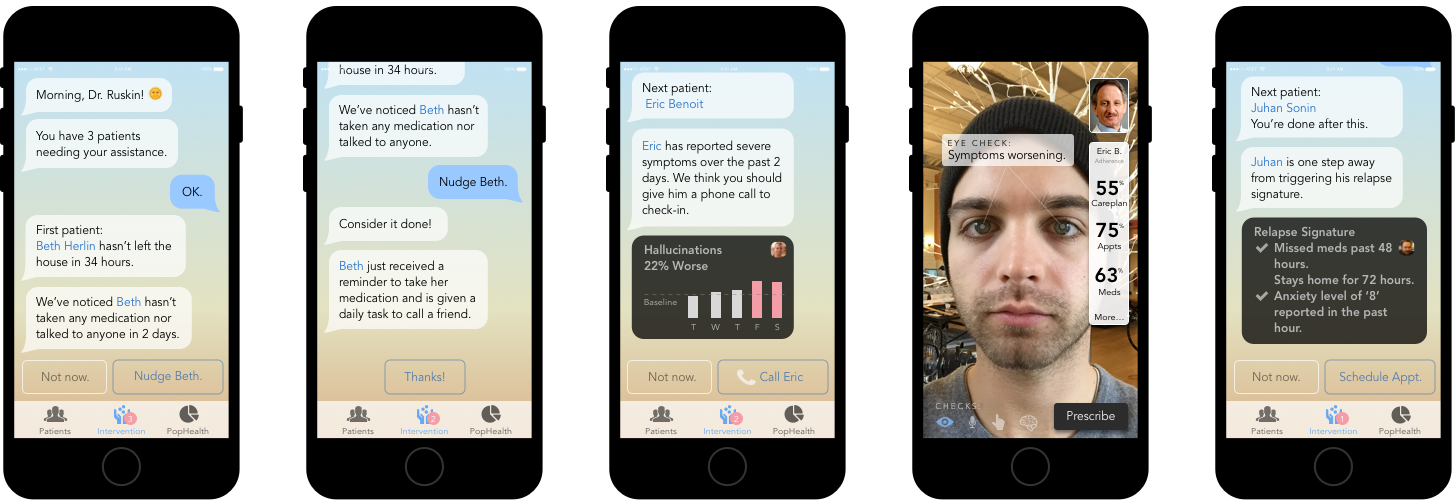 Morning, Dr. Ruskin!
You have 3 patients
needing your assistance.
OK.
First patient:
Beth Herlin hasn't left the
house in 34 hours.
We've noticed Beth hasn't
taken any medication nor
talked to anyone in 2 days.
Not now.
Nudge Beth.
3
Patients
Intervention
PopHealth
house in 34 hours.
We've noticed Beth hasn't
taken any medication nor
talked to anyone.
Nudge Beth.
Consider it done!
Beth just received a
reminder to take her
medication and is given a
daily task to call a friend.
Thanks!
2
Patients
Intervention
PopHealth
Next patient:
Eric Benoit
Eric has reported severe
symptoms over the past 2
days. We think you should
give him a phone call to
check-in.
Hallucinations
22% Worse
Baseline
T W T F S
Not now.
Call Eric
2
Patients
Intervention
PopHealth
EYE CHECK:
Symptoms worsening.
Eric B.
Adherence
55%
Careplan
75%
Appts
63%
Meds
More...
CHECKS:
Prescribe
Next patient:
Juhan Sonin
You're done after this.
Juhan is one step away
from triggering his relapse
signature.
Relapse Signature
Missed meds past 48
hours.
Stays home for 72 hours.
Anxiety level of '8'
reported in the past
hour.
Not now.
Schedule Appt.
1
Patients
Intervention
PopHealth